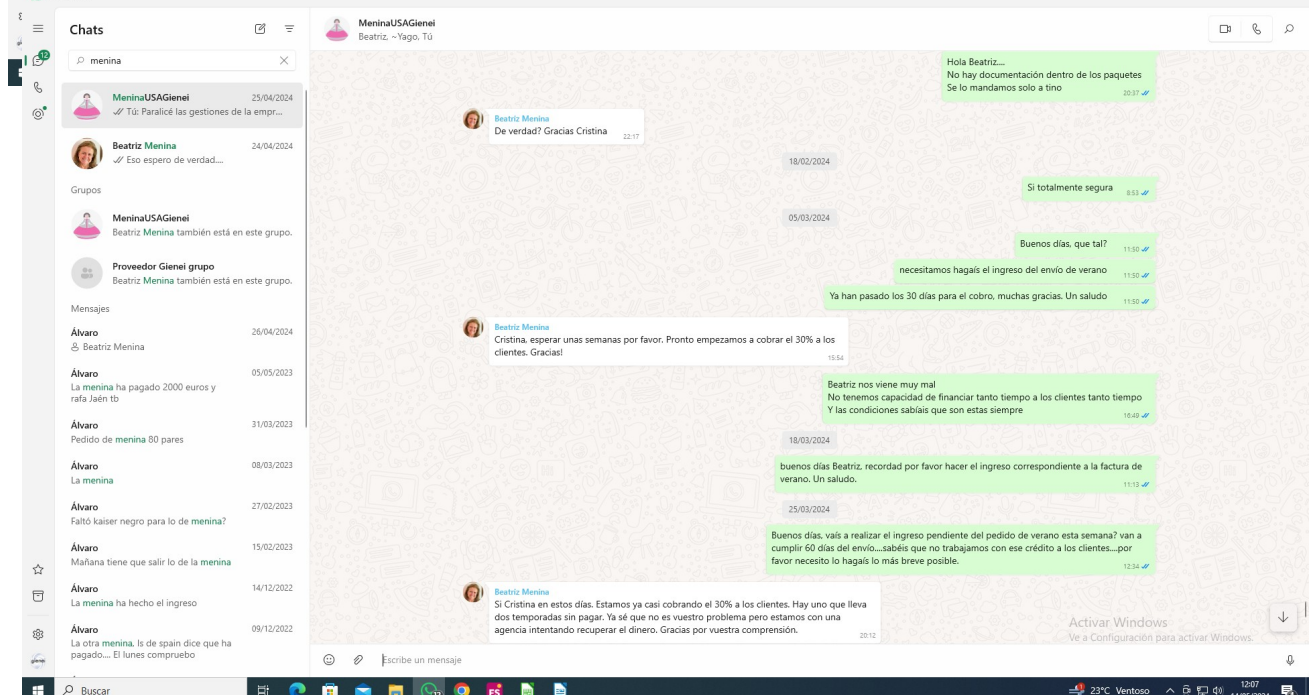 Chats
menina
MeninaUSAGienei
25/04/2024
Tú: Paralicé las gestiones de la empr...
Beatriz Menina
24/04/2024
Eso espero de verdad....
Grupos
MeninaUSAGienei
Beatriz Menina también está en este grupo.
Proveedor Gienei grupo
Beatriz Menina también está en este grupo.
Mensajes
Álvaro
26/04/2024
Beatriz Menina
Álvaro
05/05/2023
La menina ha pagado 2000 euros y
rafa Jaén tb
Álvaro
31/03/2023
Pedido de menina 80 pares
Álvaro
08/03/2023
La menina
Álvaro
27/02/2023
Faltó kaiser negro para lo de menina?
Álvaro
15/02/2023
Mañana tiene que salir lo de la menina
Álvaro
14/12/2022
La menina ha hecho el ingreso
Álvaro
09/12/2022
La otra menina, ls de spain dice que ha
pagado.... El lunes compruebo
12
MeninaUSAGienei
Beatriz, ~Yago, Tú
Hola Beatriz....
No hay documentación dentro de los paquetes
Se lo mandamos solo a tino
20:37
Beatriz Menina
De verdad? Gracias Cristina
22:17
18/02/2024
Si totalmente segura
8:53
05/03/2024
Buenos días, que tal?
11:50
necesitamos hagaís el ingreso del envío de verano
11:50
Ya han pasado los 30 días para el cobro, muchas gracias. Un saludo
11:50
Beatriz Menina
Cristina, esperar unas semanas por favor. Pronto empezamos a cobrar el 30% a los
clientes. Gracias!
15:54
Beatriz nos viene muy mal
No tenemos capacidad de financiar tanto tiempo a los clientes tanto tiempo
Y las condiciones sabíais que son estas siempre
16:49
18/03/2024
buenos días Beatriz, recordad por favor hacer el ingreso correspondiente a la factura de
verano. Un saludo.
11:13
25/03/2024
Buenos días, vaís a realizar el ingreso pendiente del pedido de verano esta semana? van a
cumplir 60 días del envío....sabéis que no trabajamos con ese crédito a los clientes....por
favor necesito lo hagaís lo más breve posible.
12:34
Beatriz Menina
Si Cristina en estos días. Estamos ya casi cobrando el 30% a los clientes. Hay uno que lleva
dos temporadas sin pagar. Ya sé que no es vuestro problema pero estamos con una
agencia intentando recuperar el dinero. Gracias por vuestra comprensión.
20:12
Activar Windows
Ve a Configuración para activar Windows.
Escribe un mensaje
Buscar
23°C Ventoso
12:07